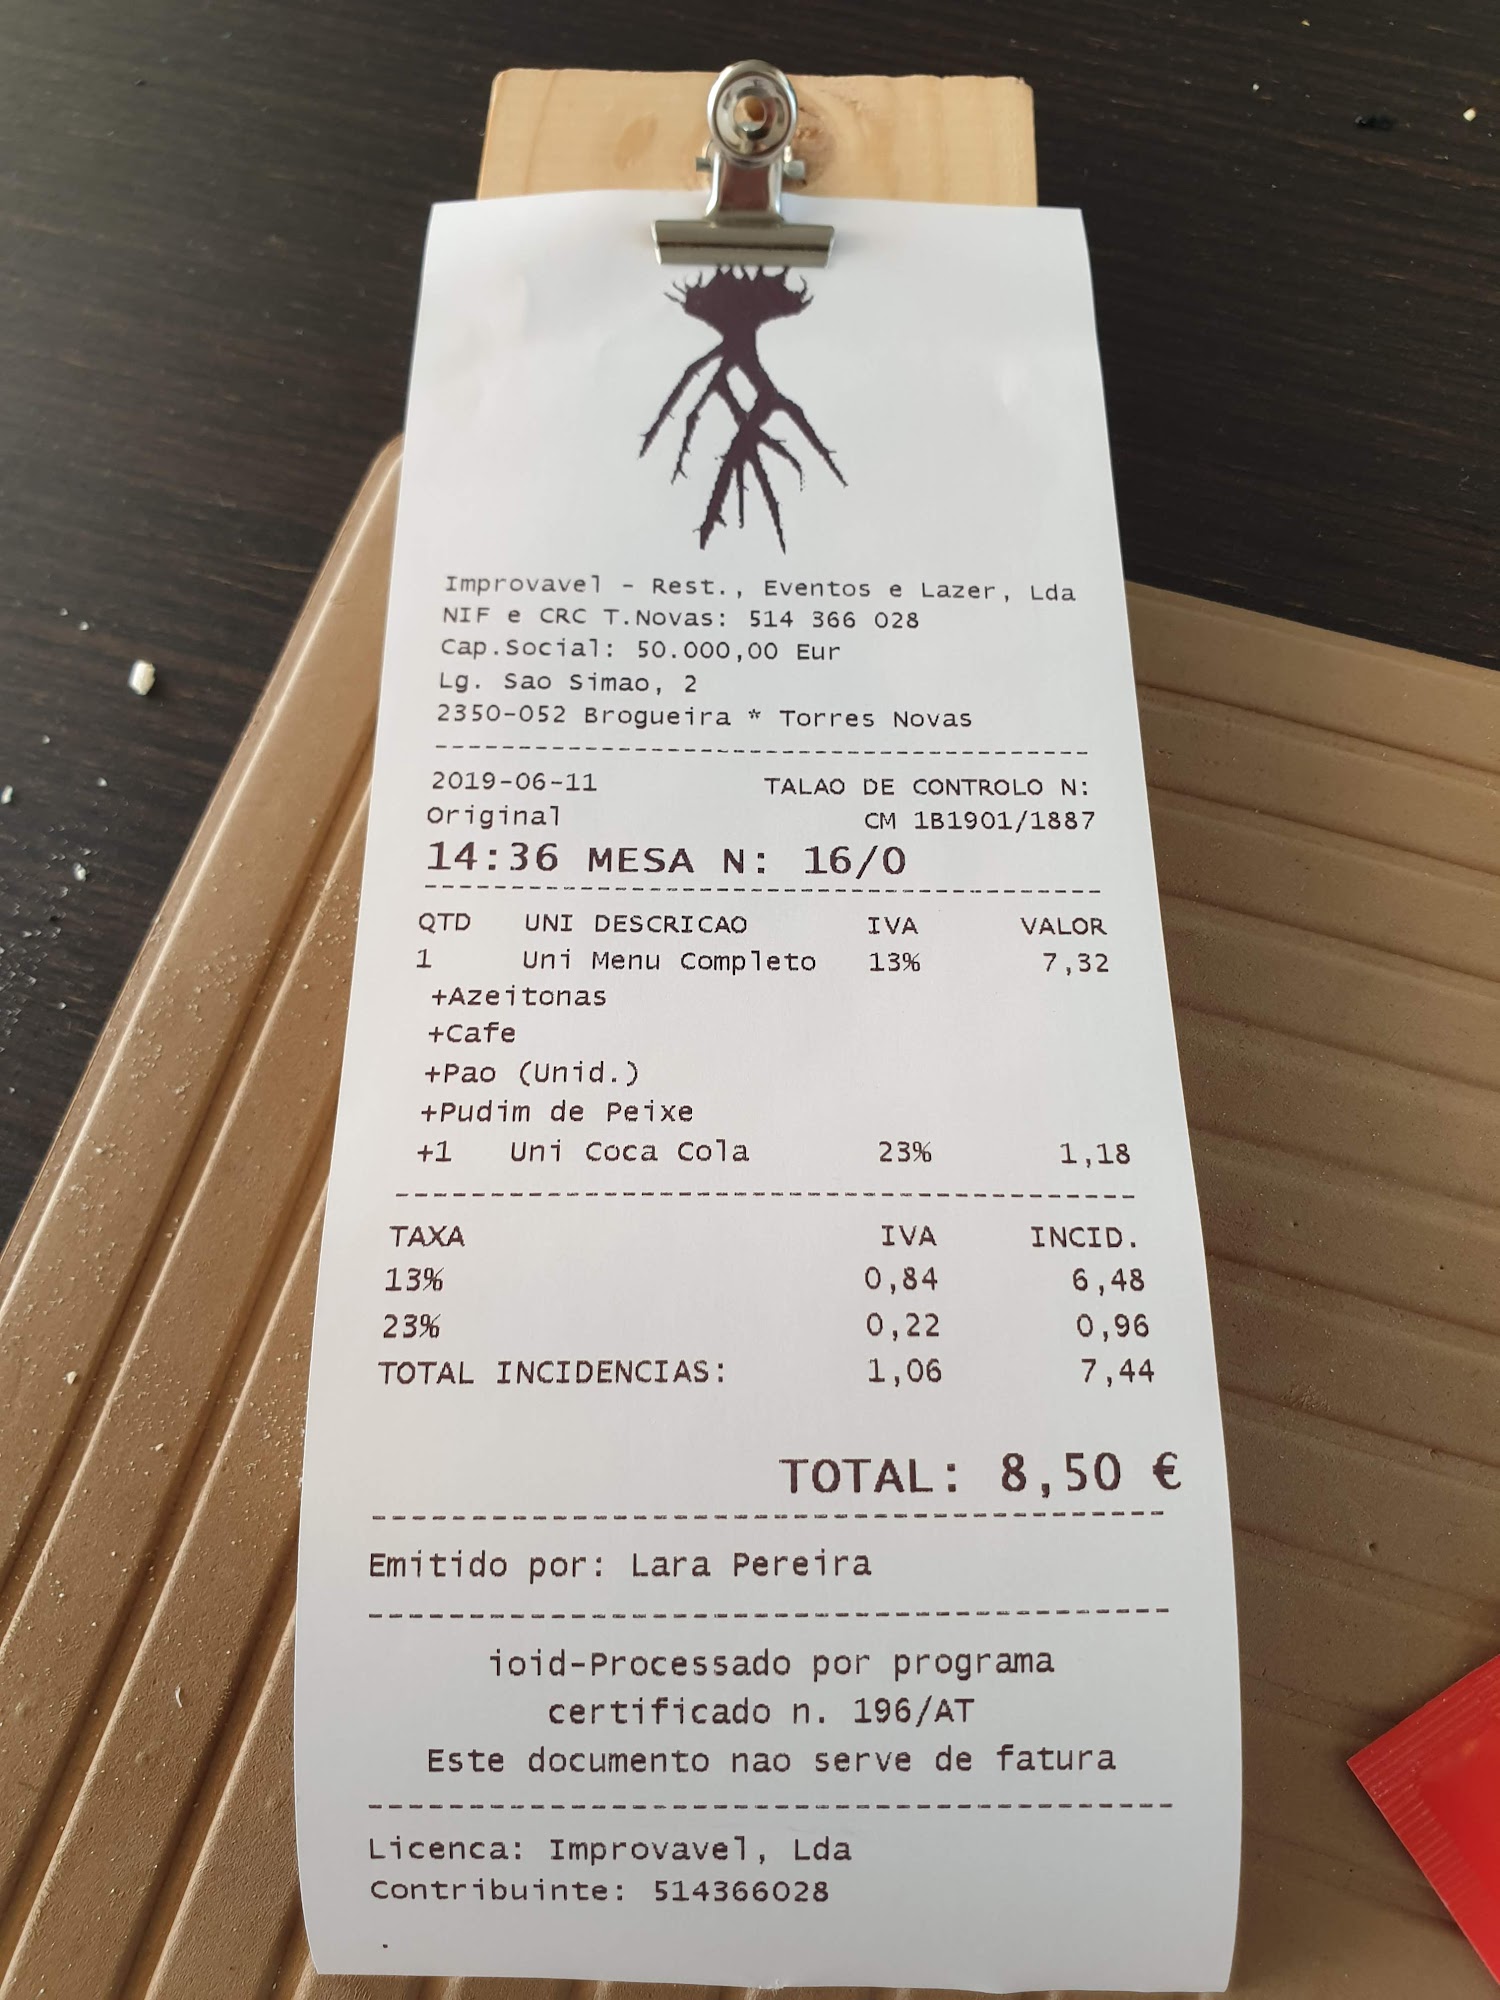 Improvavel - Rest., Eventos e Lazer, Lda
NIF e CRC T.Novas: 514 366 028
Cap.Social: 50.000,00 Eur
Lg. Sao Simao, 2
2350-052 Brogueira * Torres Novas
2019-06-11 TALAO DE CONTROLO N:
Original CM 1B1901/1887
14:36 MESA N: 16/0
QTD UNI DESCRICAO IVA VALOR
1 Uni Menu Completo 13% 7,32
+Azeitonas
+Cafe
+Pao (Unid.)
+Pudim de Peixe
+1 Uni Coca Cola 23% 1,18
TAXA IVA INCID.
13% 0,84 6,48
23% 0,22 0,96
TOTAL INCIDENCIAS: 1,06 7,44
TOTAL: 8,50 €
Emitido por: Lara Pereira
ioid-Processado por programa
certificado n. 196/AT
Este documento nao serve de fatura
Licenca: Improvavel, Lda
Contribuinte: 514366028
.